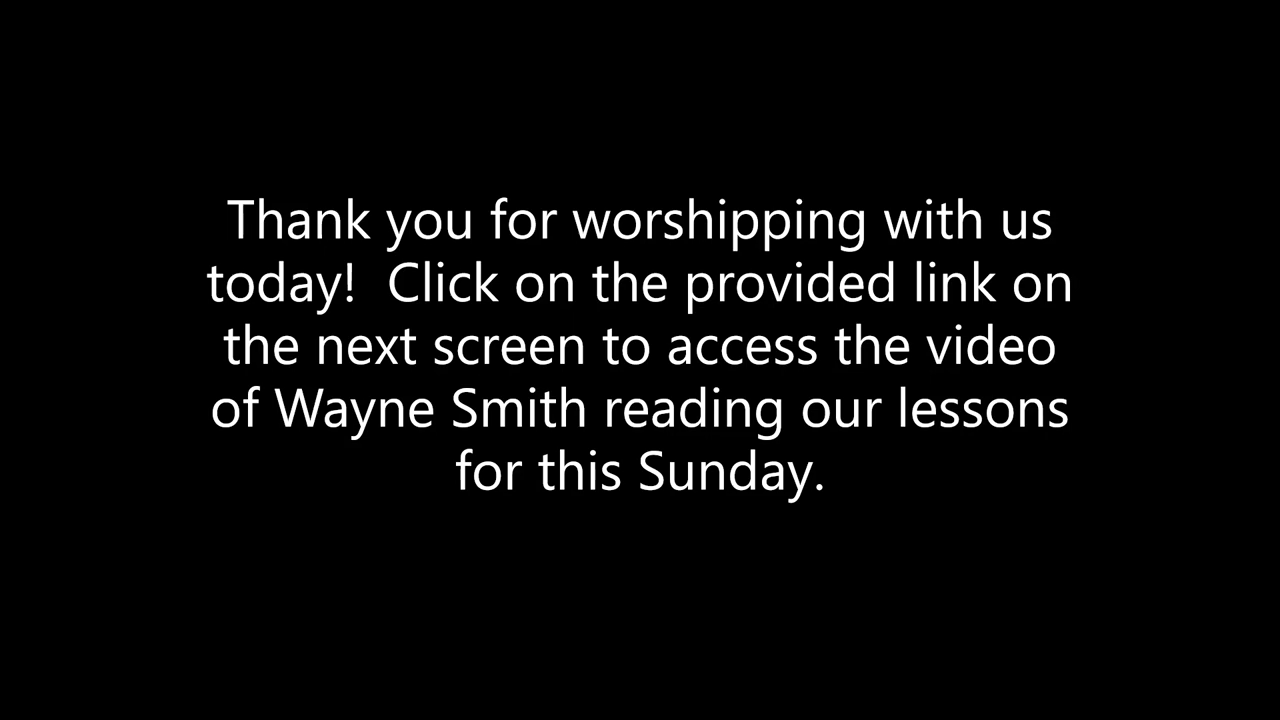 Thank you for worshipping with us
today!  Click on the provided link on
the next screen to access the video
of Wayne Smith reading our lessons
for this Sunday.